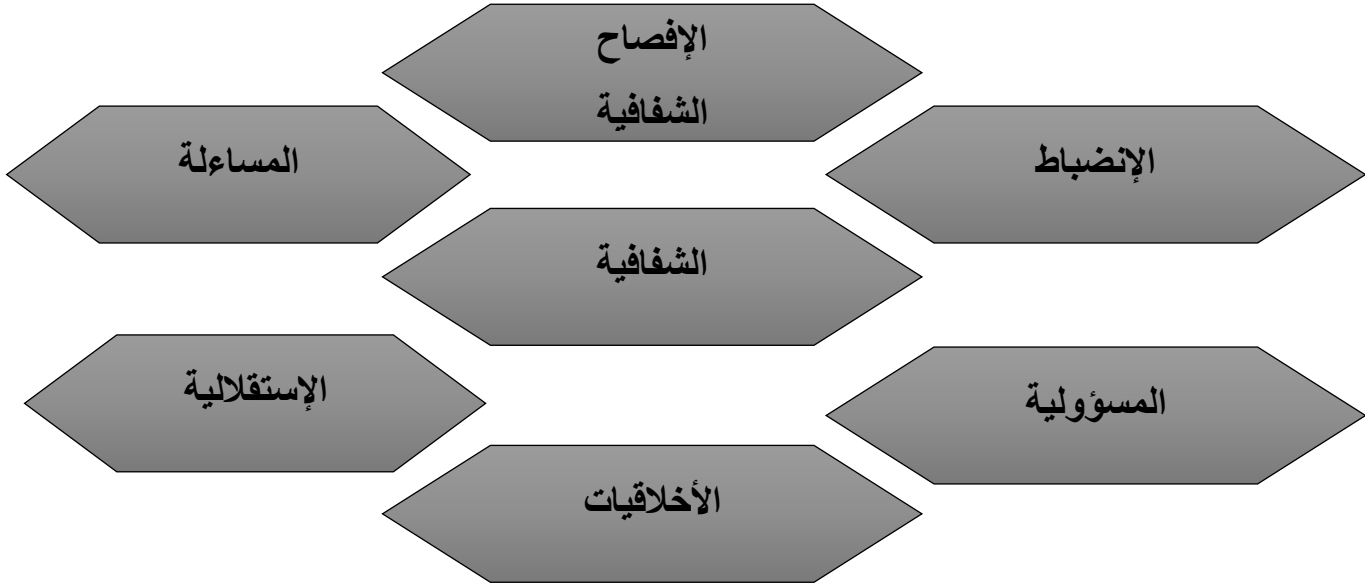 الإفصاح
الشفافية
الإنضباط
المساءلة
الشفافية
المسؤولية
الإستقلالية
الأخلاقيات